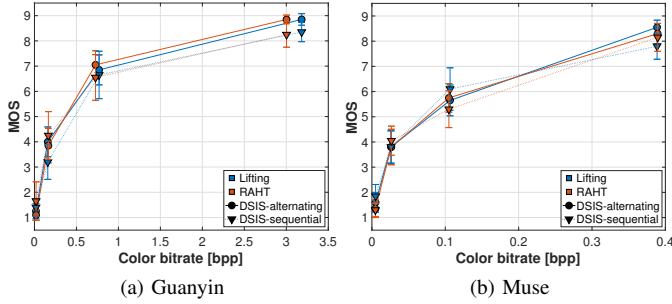 9
8
7
6
5
4
3
2
1
MOS
0 0.5 1 1.5 2 2.5 3 3.5
Color bitrate [bpp]
Lifting
RAHT
DSIS-alternating
DSIS-sequential
(a) Guanyin
9
8
7
6
5
4
3
2
1
MOS
0 0.1 0.2 0.3 0.4
Color bitrate [bpp]
Lifting
RAHT
DSIS-alternating
DSIS-sequential
(b) Muse